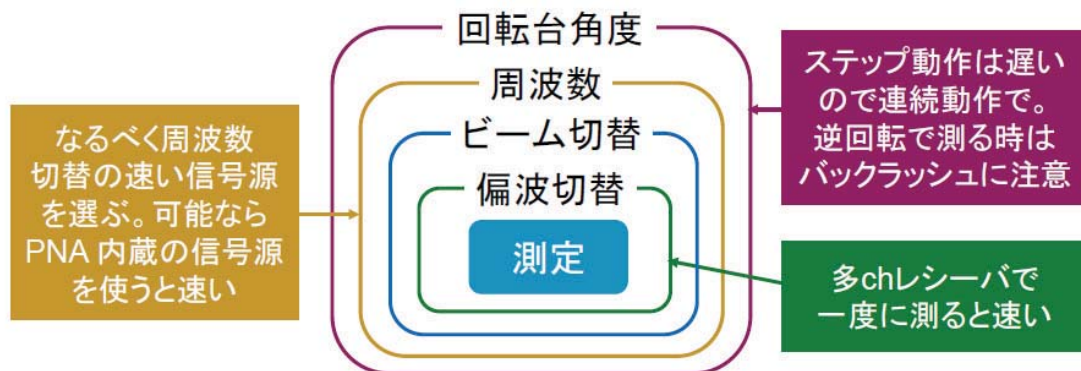 回転台角度
周波数
ビーム切替
偏波切替
測定
なるべく周波数
切替の速い信号源
を選ぶ。可能なら
PNA 内蔵の信号源
を使うと速い
ステップ動作は遅い
ので連続動作で。
逆回転で測る時は
バックラッシュに注意
多chレシーバで
一度に測ると速い